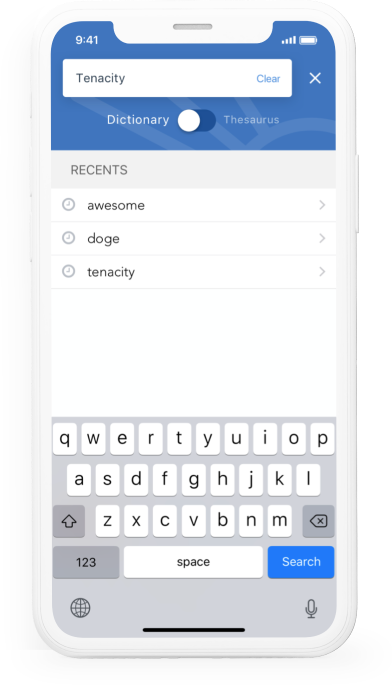 9:41
Tenacity Clear
Dictionary Thesaurus
RECENTS
awesome
doge
tenacity
q w e r t y u i o p
a s d f g h j k l
z x c v b n m
123 space Search